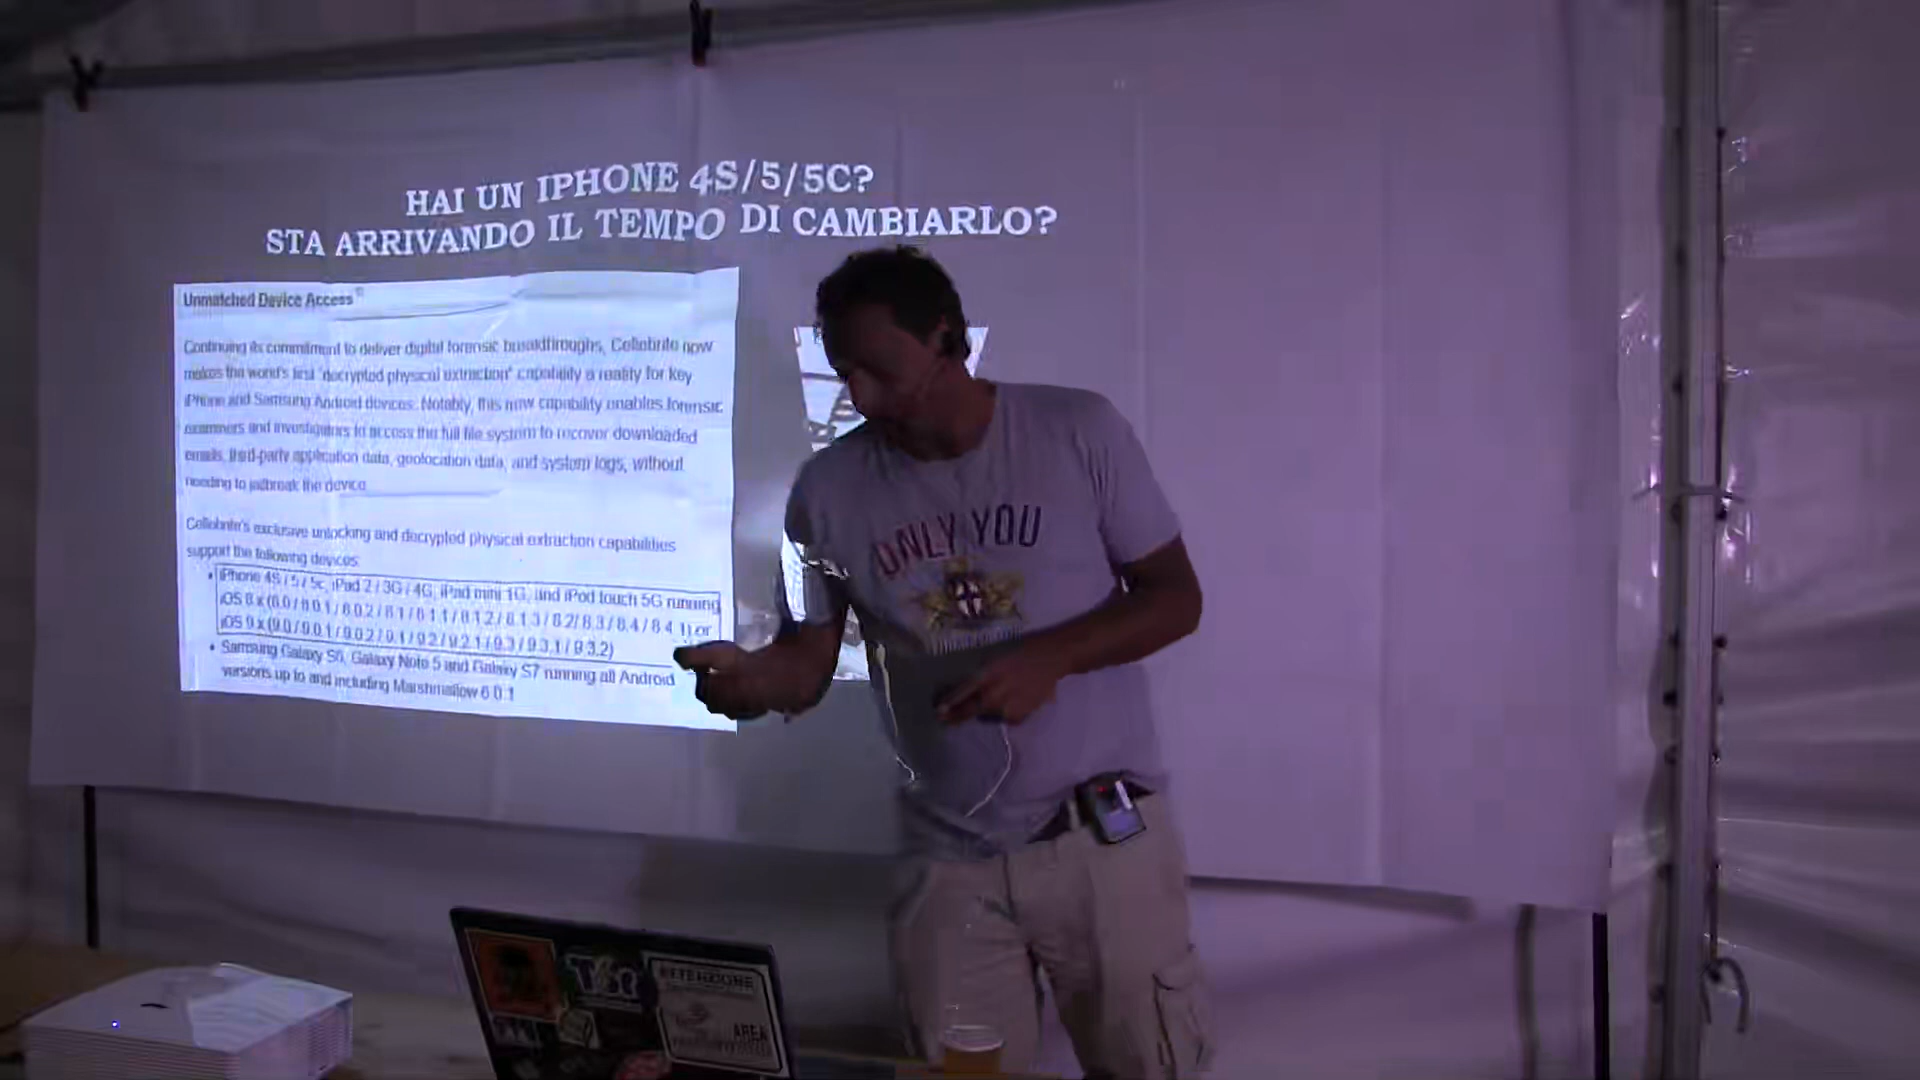 HAI UN IPHONE 4S/5/5C?
STA ARRIVANDO IL TEMPO DI CAMBIARLO?
Unmatched Device Access
Continuing its commitment to deliver digital forensic breakthroughs, Cellebrite now
makes the world's first "decrypted physical extraction" capability a reality for key
iPhone and Samsung Android devices. Notably, this new capability enables forensic
examiners and investigators to access the full file system to recover downloaded
emails, third-party application data, geolocation data, and system logs, without
needing to jailbreak the device
Cellebrite's exclusive unlocking and decrypted physical extraction capabilities
support the following devices:
• iPhone 4S / 5 / 5c, iPad 2 / 3G / 4G, iPad mini 1G, and iPod touch 5G running
iOS 8.x (8.0 / 8.0.1 / 8.0.2 / 8.1 / 8.1.1 / 8.1.2 / 8.1.3 / 8.2/ 8.3 / 8.4 / 8.4.1) or
iOS 9.x (9.0 / 9.0.1 / 9.0.2 / 9.1 / 9.2 / 9.2.1 / 9.3 / 9.3.1 / 9.3.2)
• Samsung Galaxy S6, Galaxy Note 5 and Galaxy S7 running all Android
versions up to and including Marshmallow 6.0.1
ONLY YOU
ATTENZIONE
AREA